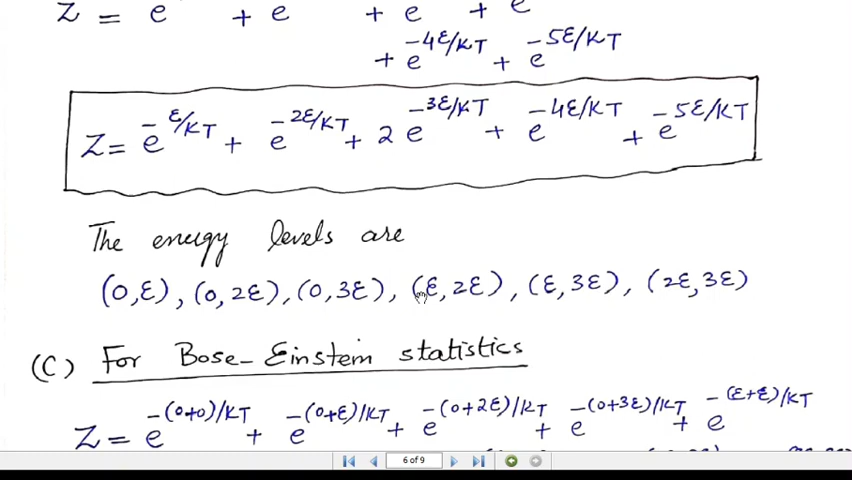 Z = e + e + e + e
+ e^{-4ε/KT} + e^{-5ε/KT}
Z = e^{-ε/KT} + e^{-2ε/KT} + 2 e^{-3ε/KT} + e^{-4ε/KT} + e^{-5ε/KT}
The energy levels are
(0,ε), (0,2ε), (0,3ε), (ε,2ε), (ε,3ε), (2ε,3ε)
(C) For Bose-Einstein statistics
Z = e^{-(0+0)/KT} + e^{-(0+ε)/KT} + e^{-(0+2ε)/KT} + e^{-(0+3ε)/KT} + e^{-(ε+ε)/KT}
6 of 9